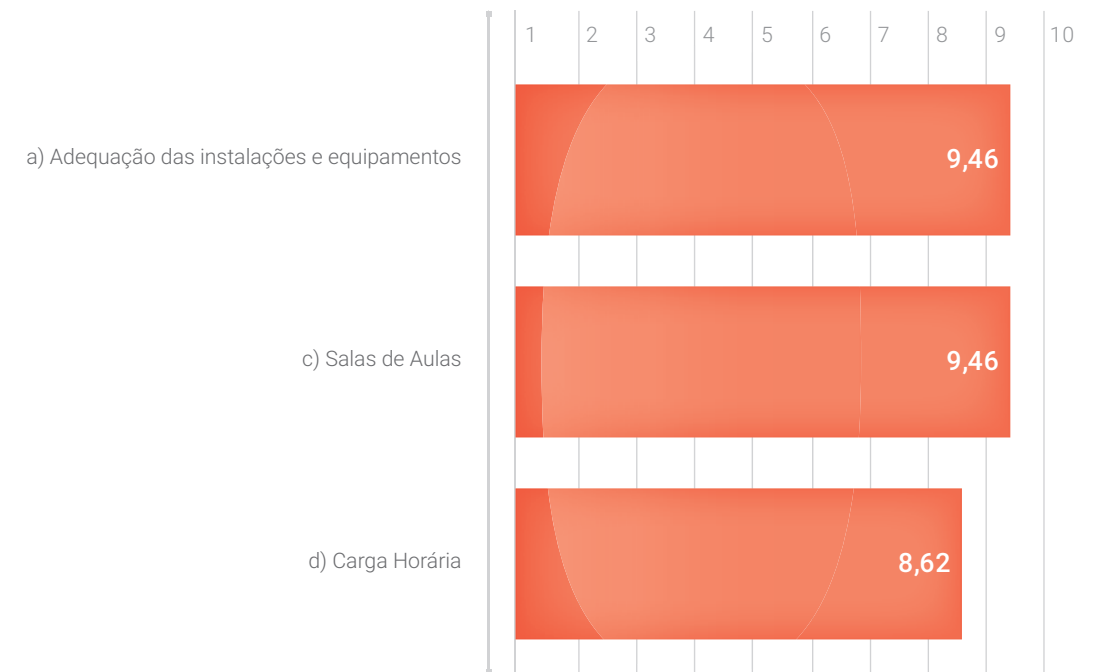 1 2 3 4 5 6 7 8 9 10
a) Adequação das instalações e equipamentos 9,46
c) Salas de Aulas 9,46
d) Carga Horária 8,62